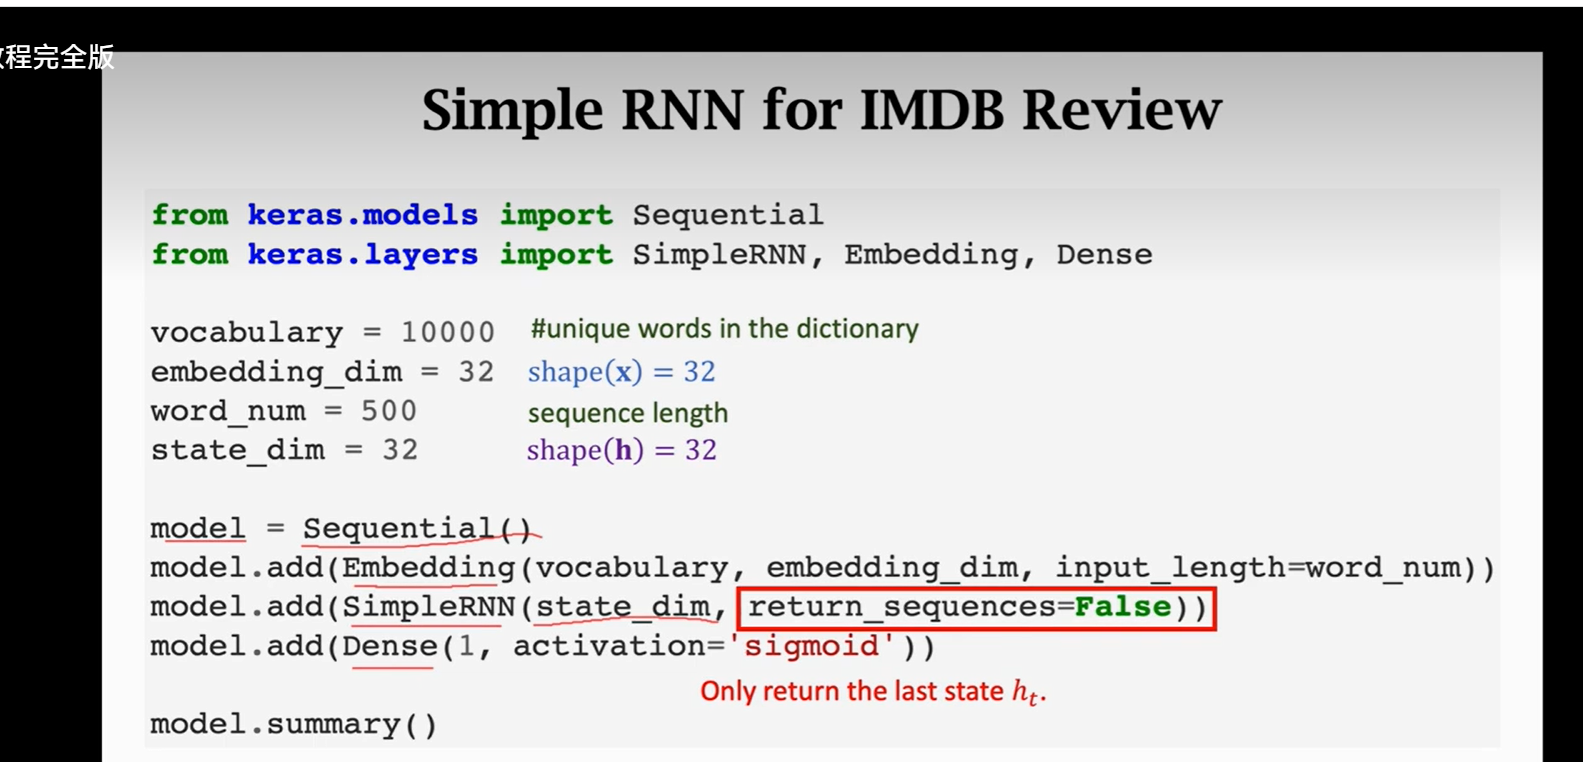 程完全版
Simple RNN for IMDB Review
from keras.models import Sequential
from keras.layers import SimpleRNN, Embedding, Dense
vocabulary = 10000 #unique words in the dictionary
embedding_dim = 32 shape(x) = 32
word_num = 500 sequence length
state_dim = 32 shape(h) = 32
model = Sequential()
model.add(Embedding(vocabulary, embedding_dim, input_length=word_num))
model.add(SimpleRNN(state_dim, return_sequences=False))
model.add(Dense(1, activation='sigmoid'))
Only return the last state hₜ.
model.summary()